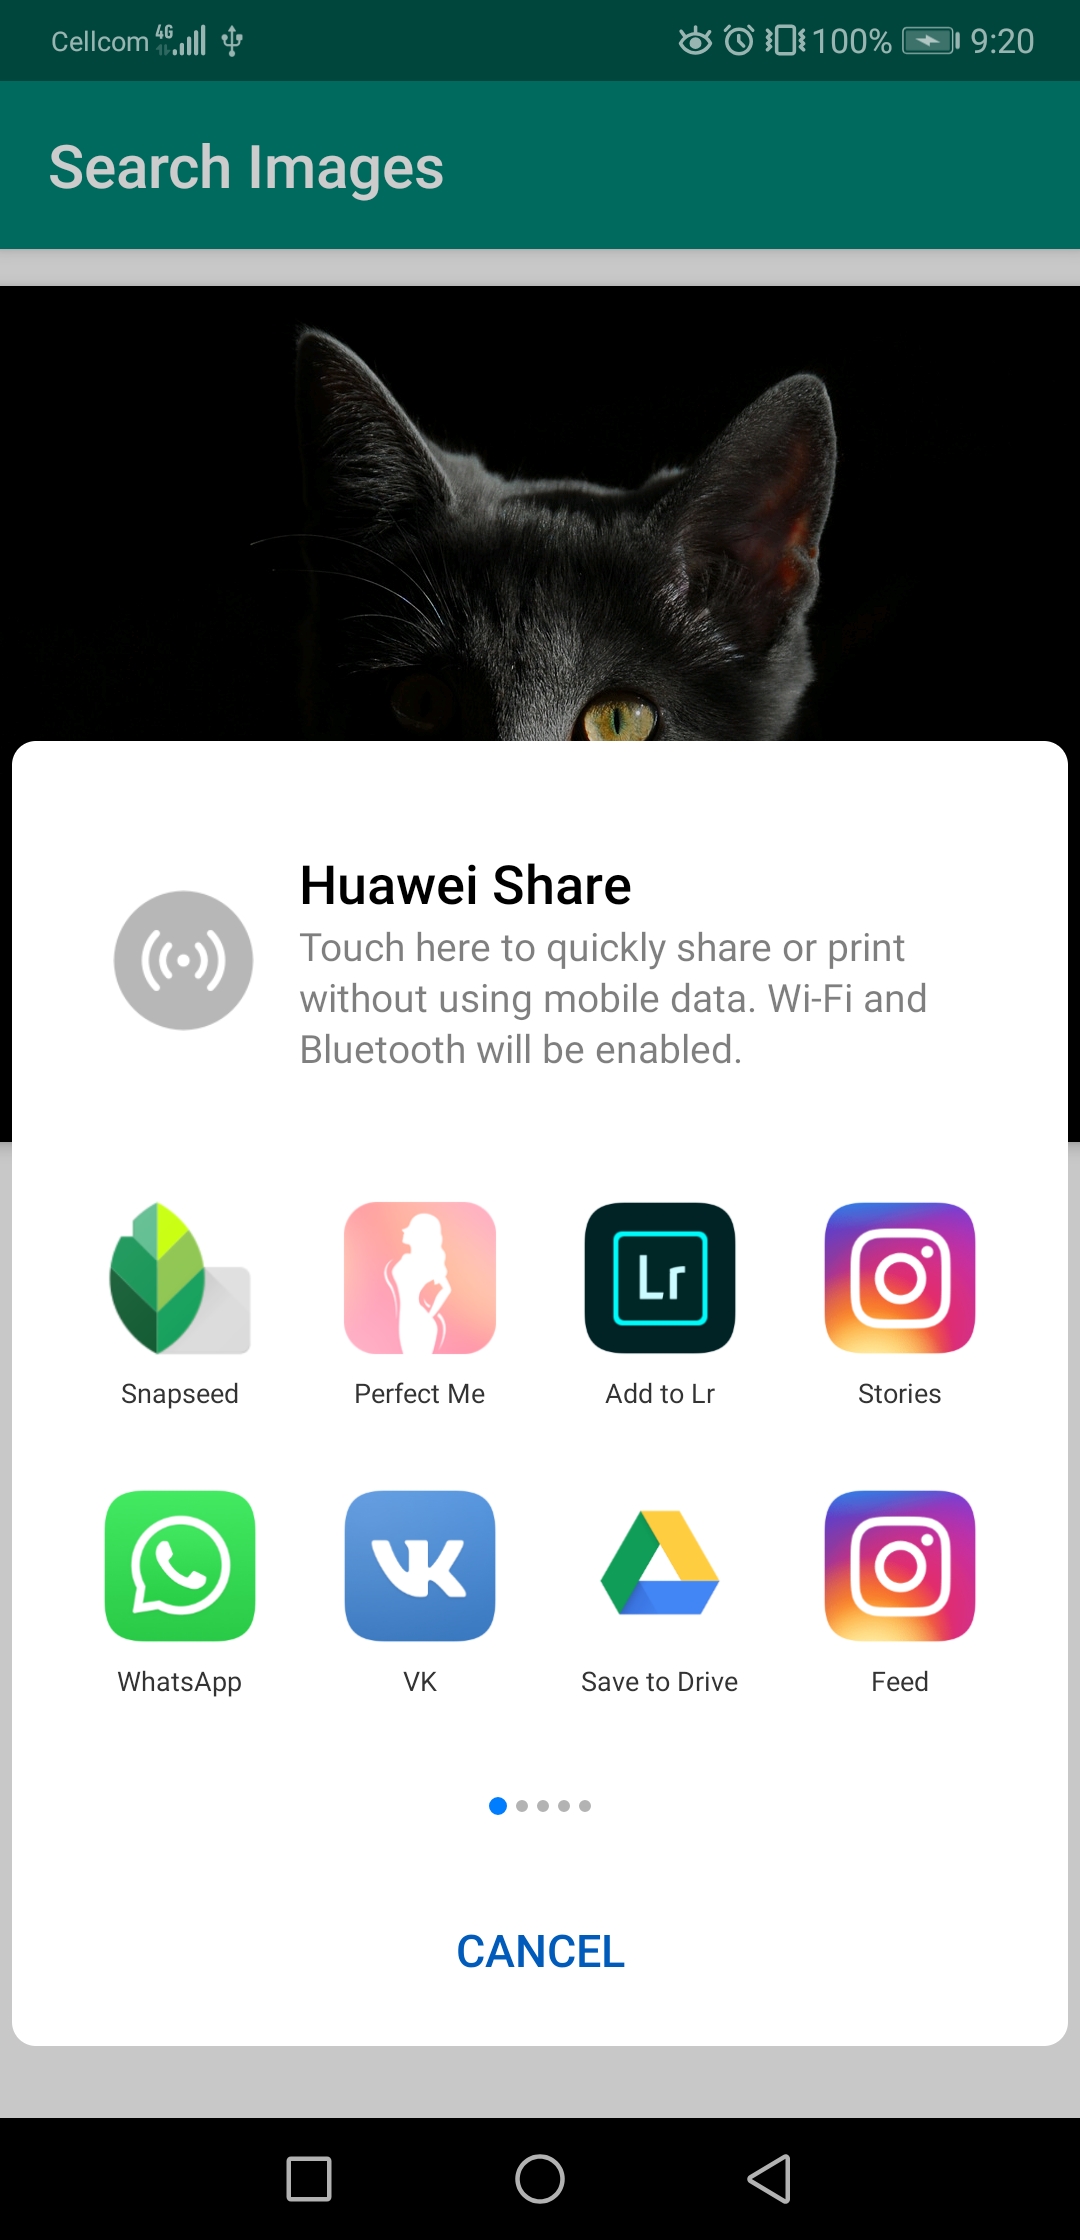 Cellcom 4G 100% 9:20
Search Images
Huawei Share
Touch here to quickly share or print
without using mobile data. Wi-Fi and
Bluetooth will be enabled.
Lr
Snapseed Perfect Me Add to Lr Stories
WhatsApp VK Save to Drive Feed
CANCEL